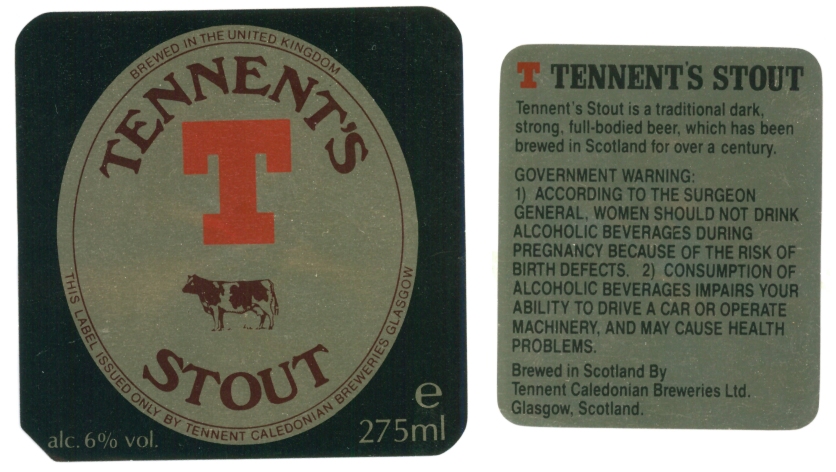 BREWED IN THE UNITED KINGDOM
TENNENT'S
T
STOUT
THIS LABEL ISSUED ONLY BY TENNENT CALEDONIAN BREWERIES GLASGOW
alc. 6% vol.
e
275ml
T TENNENT'S STOUT
Tennent's Stout is a traditional dark,
strong, full-bodied beer, which has been
brewed in Scotland for over a century.
GOVERNMENT WARNING:
1) ACCORDING TO THE SURGEON
GENERAL, WOMEN SHOULD NOT DRINK
ALCOHOLIC BEVERAGES DURING
PREGNANCY BECAUSE OF THE RISK OF
BIRTH DEFECTS. 2) CONSUMPTION OF
ALCOHOLIC BEVERAGES IMPAIRS YOUR
ABILITY TO DRIVE A CAR OR OPERATE
MACHINERY, AND MAY CAUSE HEALTH
PROBLEMS.
Brewed in Scotland By
Tennent Caledonian Breweries Ltd.
Glasgow, Scotland.